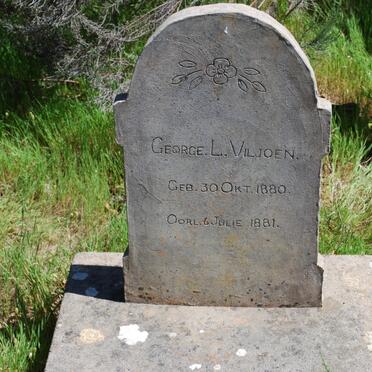 GEORGE. L. VILJOEN.
GEB. 30 OKT. 1880.
OORL. 6 JULIE 1881.